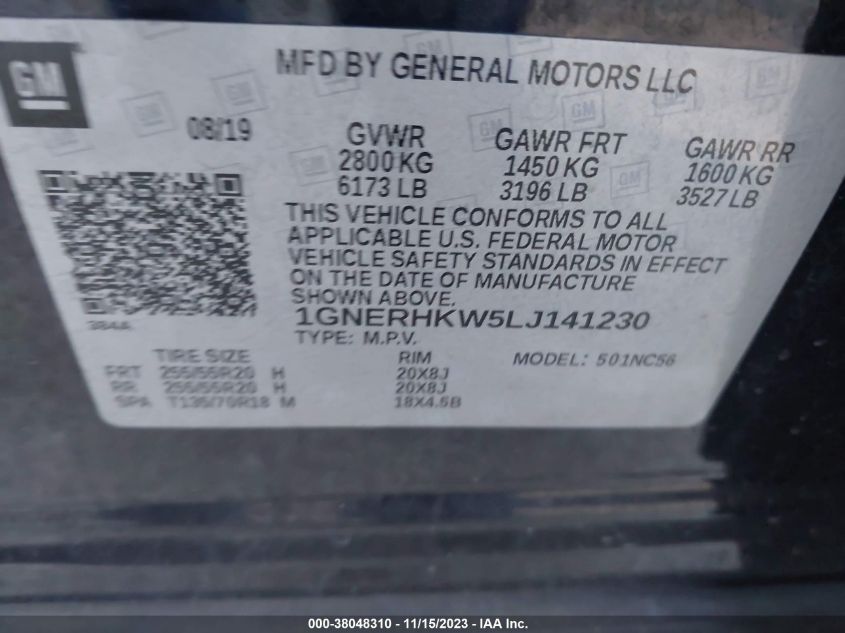 GM
MFD BY GENERAL MOTORS LLC
08/19
GVWR GAWR FRT GAWR RR
2800 KG 1450 KG 1600 KG
6173 LB 3196 LB 3527 LB
THIS VEHICLE CONFORMS TO ALL
APPLICABLE U.S. FEDERAL MOTOR
VEHICLE SAFETY STANDARDS IN EFFECT
ON THE DATE OF MANUFACTURE
SHOWN ABOVE.
1GNERHKW5LJ141230
TYPE: M.P.V.
384A
TIRE SIZE RIM MODEL: 501NC56
FRT 255/55R20 H 20X8J
RR 255/55R20 H 20X8J
SPA T135/70R18 M 18X4.5B
000-38048310 - 11/15/2023 - IAA Inc.